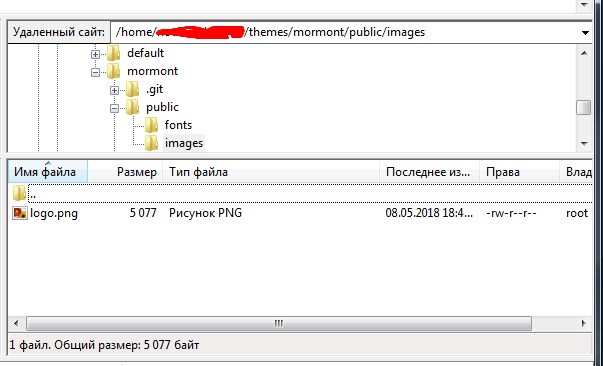 Удаленный сайт: /home/ /themes/mormont/public/images
default
mormont
.git
public
fonts
images
Имя файла Размер Тип файла Последнее из... Права Влад
..
logo.png 5 077 Рисунок PNG 08.05.2018 18:4... -rw-r--r-- root
1 файл. Общий размер: 5 077 байт